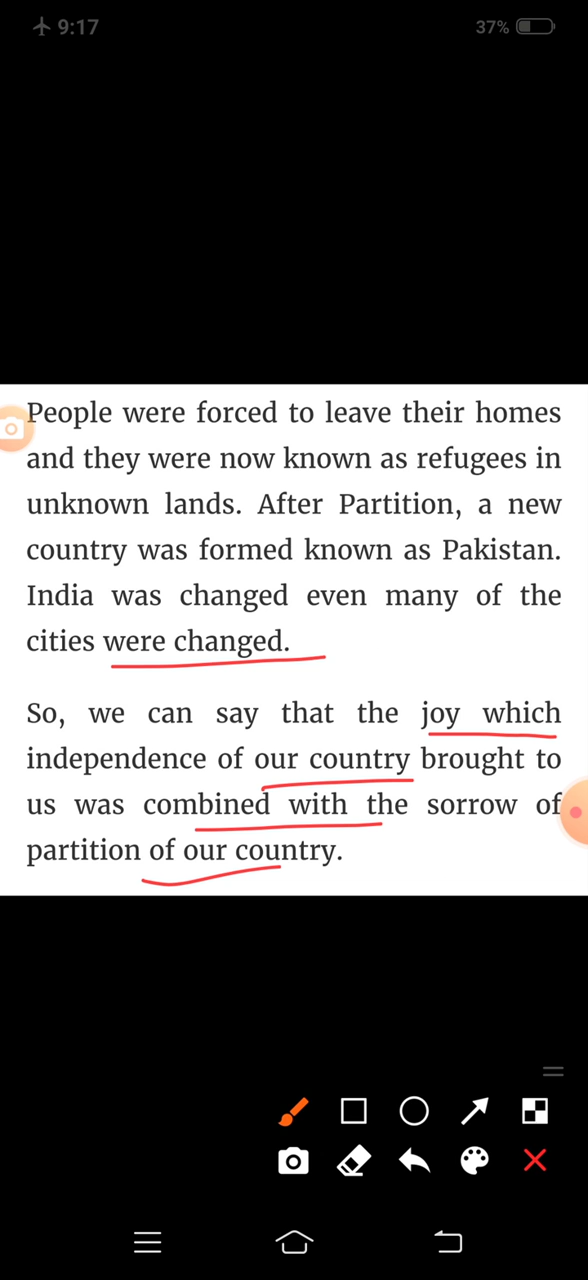 9:17
37%
People were forced to leave their homes
and they were now known as refugees in
unknown lands. After Partition, a new
country was formed known as Pakistan.
India was changed even many of the
cities were changed.
So, we can say that the joy which
independence of our country brought to
us was combined with the sorrow of
partition of our country.